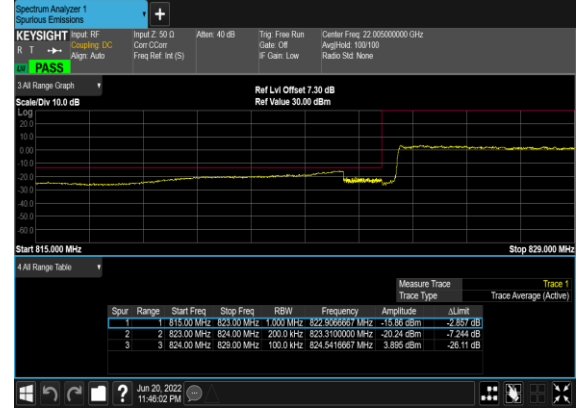 Spectrum Analyzer 1
Spurious Emissions
+
KEYSIGHT
R T
Input: RF
Coupling: DC
Align: Auto
Input Z: 50 Ω
Corr CCorr
Freq Ref: Int (S)
Atten: 40 dB
Trig: Free Run
Gate: Off
IF Gain: Low
Center Freq: 22.005000000 GHz
Avg|Hold: 100/100
Radio Std: None
PASS
3 All Range Graph
Scale/Div 10.0 dB
Ref Lvl Offset 7.30 dB
Ref Value 30.00 dBm
Log
20.0
10.0
0.00
-10.0
-20.0
-30.0
-40.0
-50.0
-60.0
Start 815.000 MHz
Stop 829.000 MHz
4 All Range Table
Measure Trace Trace 1
Trace Type Trace Average (Active)
Spur Range Start Freq Stop Freq RBW Frequency Amplitude ΔLimit
1 1 815.00 MHz 823.00 MHz 1.000 MHz 822.9066667 MHz -15.86 dBm -2.857 dB
2 2 823.00 MHz 824.00 MHz 200.0 kHz 823.3100000 MHz -20.24 dBm -7.244 dB
3 3 824.00 MHz 829.00 MHz 100.0 kHz 824.5416667 MHz 3.895 dBm -26.11 dB
?
Jun 20, 2022
11:46:02 PM